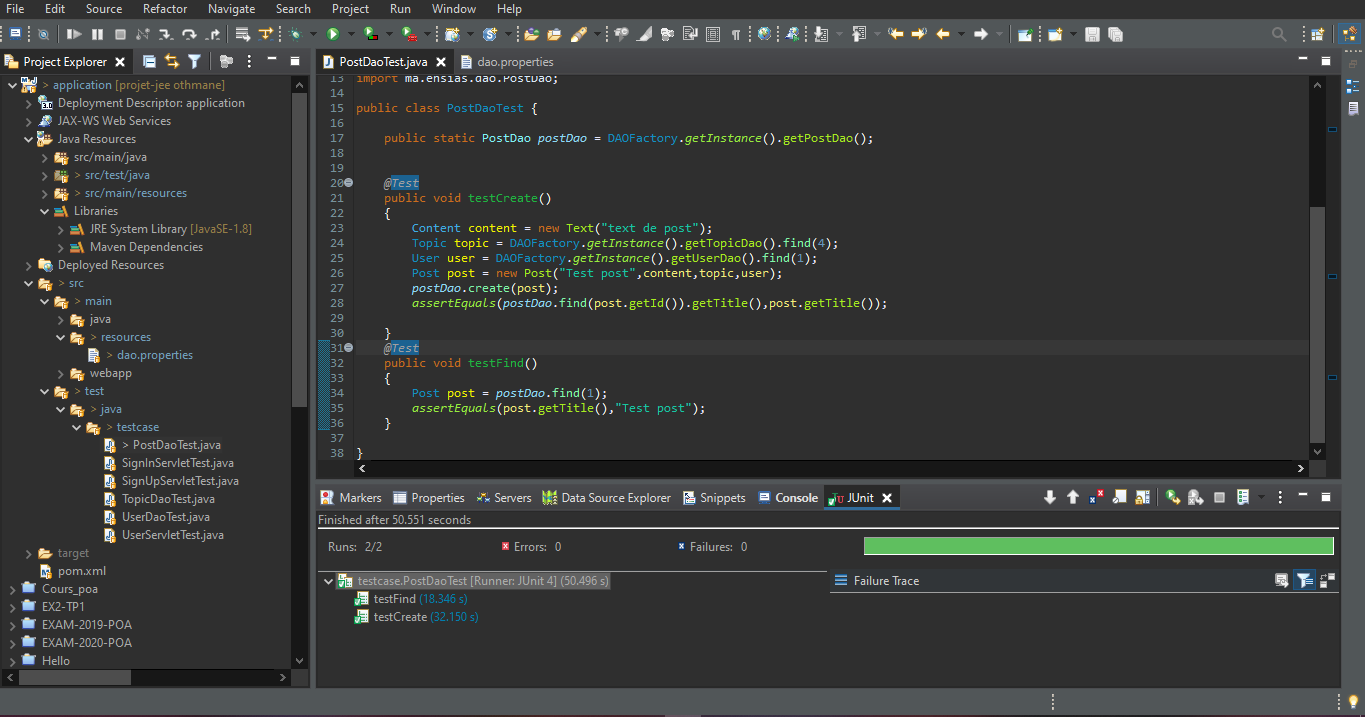 File Edit Source Refactor Navigate Search Project Run Window Help
Project Explorer
application [projet-jee othmane]
Deployment Descriptor: application
JAX-WS Web Services
Java Resources
src/main/java
> src/test/java
> src/main/resources
Libraries
JRE System Library [JavaSE-1.8]
Maven Dependencies
Deployed Resources
> src
> main
java
> resources
> dao.properties
webapp
> test
> java
> testcase
> PostDaoTest.java
SignInServletTest.java
SignUpServletTest.java
TopicDaoTest.java
UserDaoTest.java
UserServletTest.java
target
pom.xml
Cours_poa
EX2-TP1
EXAM-2019-POA
EXAM-2020-POA
Hello
PostDaoTest.java dao.properties
13 import ma.ensias.dao.PostDao;
14
15 public class PostDaoTest {
16
17 public static PostDao postDao = DAOFactory.getInstance().getPostDao();
18
19
20 @Test
21 public void testCreate()
22 {
23 Content content = new Text("text de post");
24 Topic topic = DAOFactory.getInstance().getTopicDao().find(4);
25 User user = DAOFactory.getInstance().getUserDao().find(1);
26 Post post = new Post("Test post",content,topic,user);
27 postDao.create(post);
28 assertEquals(postDao.find(post.getId()).getTitle(),post.getTitle());
29
30 }
31 @Test
32 public void testFind()
33 {
34 Post post = postDao.find(1);
35 assertEquals(post.getTitle(),"Test post");
36 }
37
38 }
Markers Properties Servers Data Source Explorer Snippets Console JUnit
Finished after 50.551 seconds
Runs: 2/2 Errors: 0 Failures: 0
testcase.PostDaoTest [Runner: JUnit 4] (50.496 s)
testFind (18.346 s)
testCreate (32.150 s)
Failure Trace